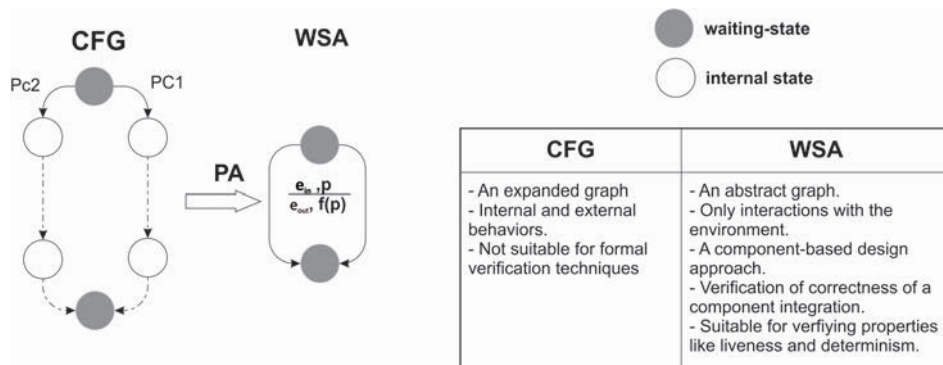 CFG
WSA
waiting-state
Pc2
PC1
internal state
PA
e_in ,p
e_out, f(p)
CFG
WSA
- An expanded graph
- Internal and external
behaviors.
- Not suitable for formal
verification techniques
- An abstract graph.
- Only interactions with the
environment.
- A component-based design
approach.
- Verification of correctness of a
component integration.
- Suitable for verfiying properties
like liveness and determinism.